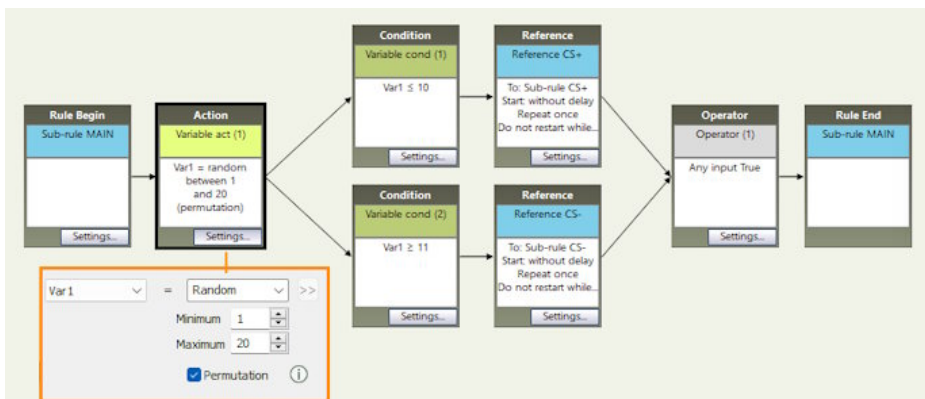 Condition
Variable cond (1)
Var1 ≤ 10
Settings...
Reference
Reference CS+
To: Sub-rule CS+
Start: without delay
Repeat once
Do not restart while...
Settings...
Rule Begin
Sub-rule MAIN
Settings...
Action
Variable act (1)
Var1 = random
between 1
and 20
(permutation)
Settings...
Operator
Operator (1)
Any input True
Settings...
Rule End
Sub-rule MAIN
Condition
Variable cond (2)
Var1 ≥ 11
Settings...
Reference
Reference CS-
To: Sub-rule CS-
Start: without delay
Repeat once
Do not restart while...
Settings...
Var1 = Random >>
Minimum 1
Maximum 20
Permutation i